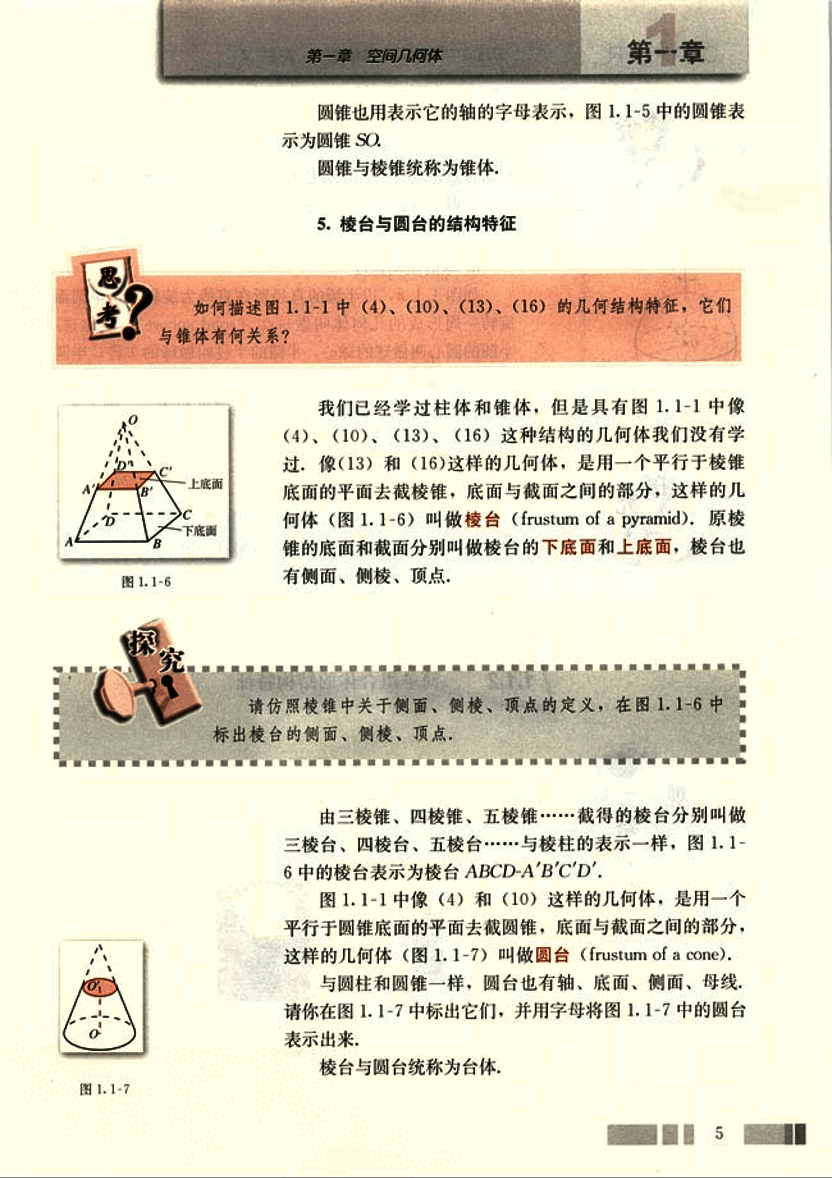 第一章 空间几何体
第一章
圆锥也用表示它的轴的字母表示，图 1.1-5 中的圆锥表
示为圆锥 SO.
圆锥与棱锥统称为锥体.
5. 棱台与圆台的结构特征
思考？
如何描述图 1.1-1 中（4）、（10）、（13）、（16）的几何结构特征，它们
与锥体有何关系？
我们已经学过柱体和锥体，但是具有图 1.1-1 中像
（4）、（10）、（13）、（16）这种结构的几何体我们没有学
过. 像（13）和（16）这样的几何体，是用一个平行于棱锥
底面的平面去截棱锥，底面与截面之间的部分，这样的几
何体（图 1.1-6）叫做棱台（frustum of a pyramid）. 原棱
锥的底面和截面分别叫做棱台的下底面和上底面，棱台也
有侧面、侧棱、顶点.
O
D' C'
A' B'
上底面
D C
下底面
A B
图 1.1-6
探究
请仿照棱锥中关于侧面、侧棱、顶点的定义，在图 1.1-6 中
标出棱台的侧面、侧棱、顶点.
由三棱锥、四棱锥、五棱锥……截得的棱台分别叫做
三棱台、四棱台、五棱台……与棱柱的表示一样，图 1.1-
6 中的棱台表示为棱台 ABCD-A'B'C'D'.
图 1.1-1 中像（4）和（10）这样的几何体，是用一个
平行于圆锥底面的平面去截圆锥，底面与截面之间的部分，
这样的几何体（图 1.1-7）叫做圆台（frustum of a cone）.
与圆柱和圆锥一样，圆台也有轴、底面、侧面、母线.
请你在图 1.1-7 中标出它们，并用字母将图 1.1-7 中的圆台
表示出来.
棱台与圆台统称为台体.
O'
O
图 1.1-7
5